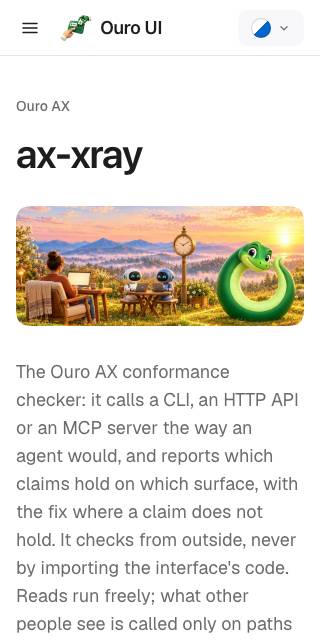 Ouro UI
Ouro AX
ax-xray
The Ouro AX conformance
checker: it calls a CLI, an HTTP API
or an MCP server the way an
agent would, and reports which
claims hold on which surface, with
the fix where a claim does not
hold. It checks from outside, never
by importing the interface's code.
Reads run freely; what other
people see is called only on paths